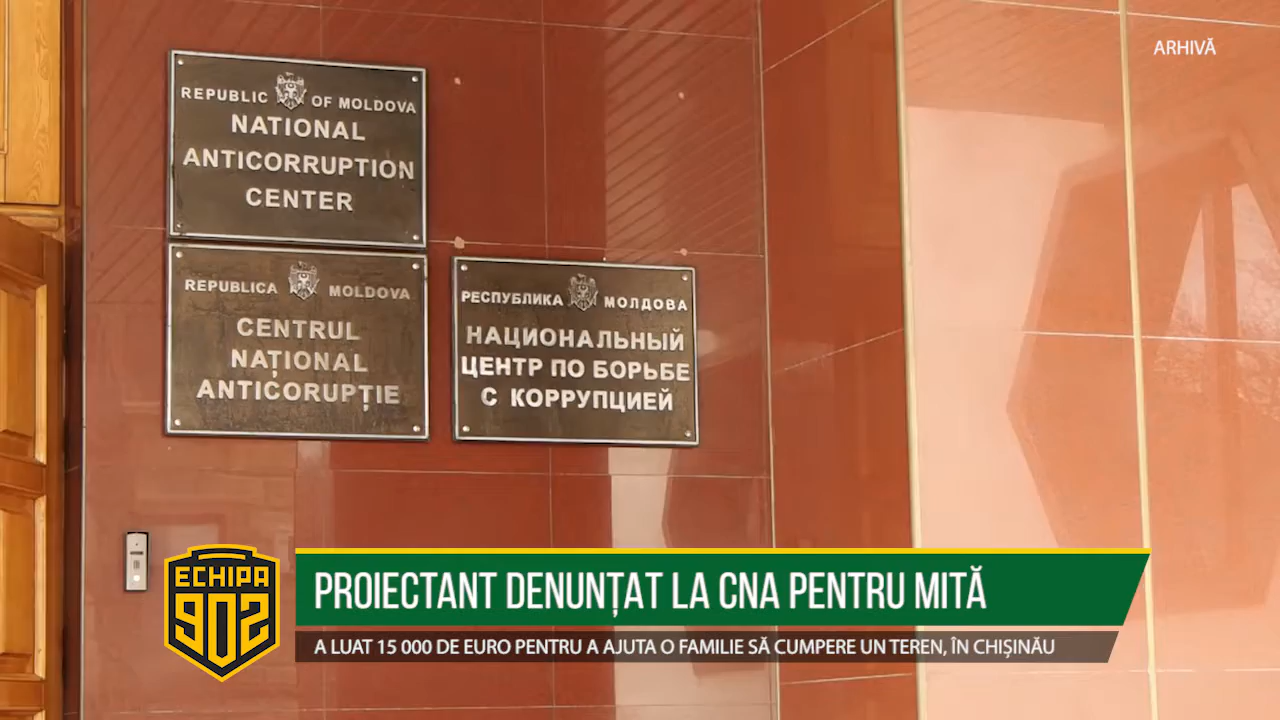 ARHIVĂ
REPUBLIC OF MOLDOVA
NATIONAL
ANTICORRUPTION
CENTER
REPUBLICA MOLDOVA
CENTRUL
NAȚIONAL
ANTICORUPȚIE
РЕСПУБЛИКА МОЛДОВА
НАЦИОНАЛЬНЫЙ
ЦЕНТР ПО БОРЬБЕ
С КОРРУПЦИЕЙ
ECHIPA
902
PROIECTANT DENUNȚAT LA CNA PENTRU MITĂ
A LUAT 15 000 DE EURO PENTRU A AJUTA O FAMILIE SĂ CUMPERE UN TEREN, ÎN CHIȘINĂU